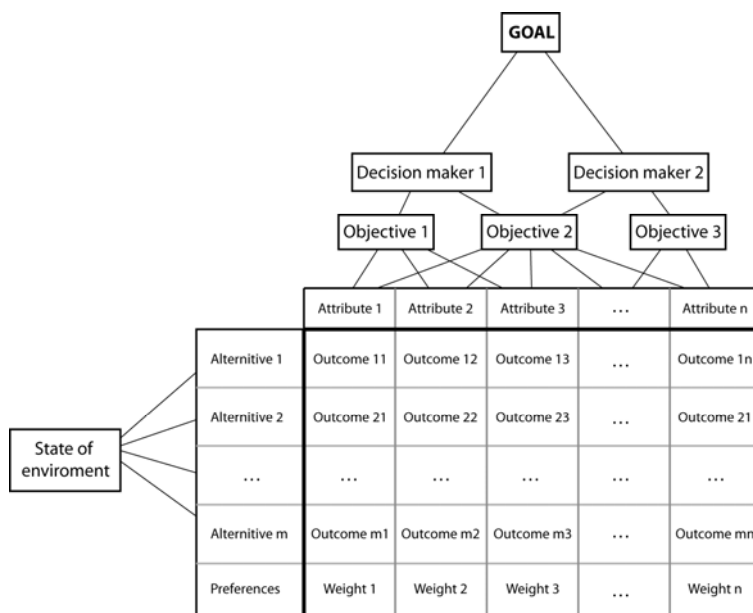 GOAL
Decision maker 1 Decision maker 2
Objective 1 Objective 2 Objective 3
Attribute 1 Attribute 2 Attribute 3 ... Attribute n
Alternitive 1 Outcome 11 Outcome 12 Outcome 13 ... Outcome 1n
Alternitive 2 Outcome 21 Outcome 22 Outcome 23 ... Outcome 21
State of
enviroment
... ... ... ... ... ...
Alternitive m Outcome m1 Outcome m2 Outcome m3 ... Outcome mn
Preferences Weight 1 Weight 2 Weight 3 ... Weight n